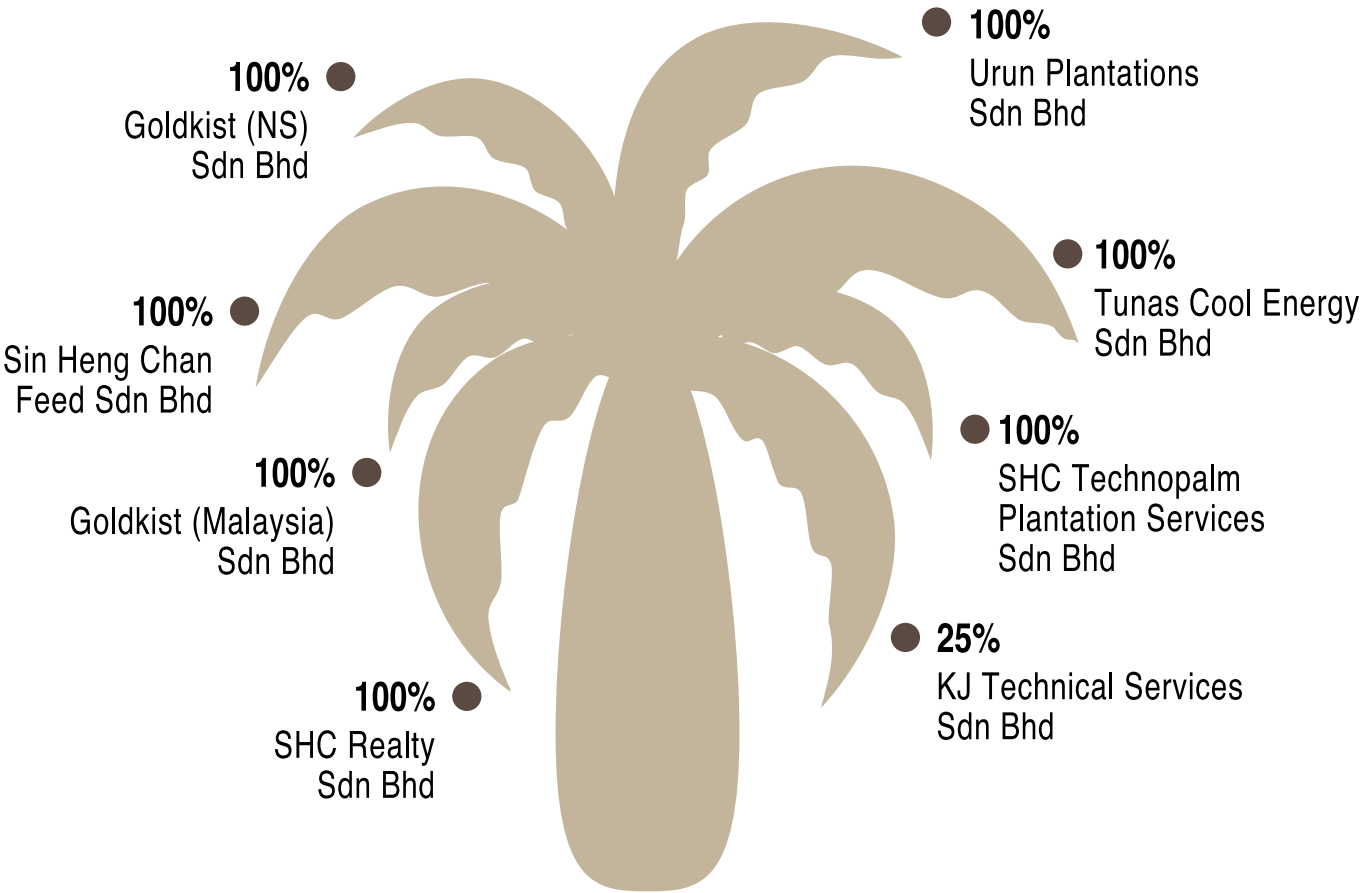 100%
Goldkist (NS)
Sdn Bhd
100%
Sin Heng Chan
Feed Sdn Bhd
100%
Goldkist (Malaysia)
Sdn Bhd
100%
SHC Realty
Sdn Bhd
100%
Urun Plantations
Sdn Bhd
100%
Tunas Cool Energy
Sdn Bhd
100%
SHC Technopalm
Plantation Services
Sdn Bhd
25%
KJ Technical Services
Sdn Bhd